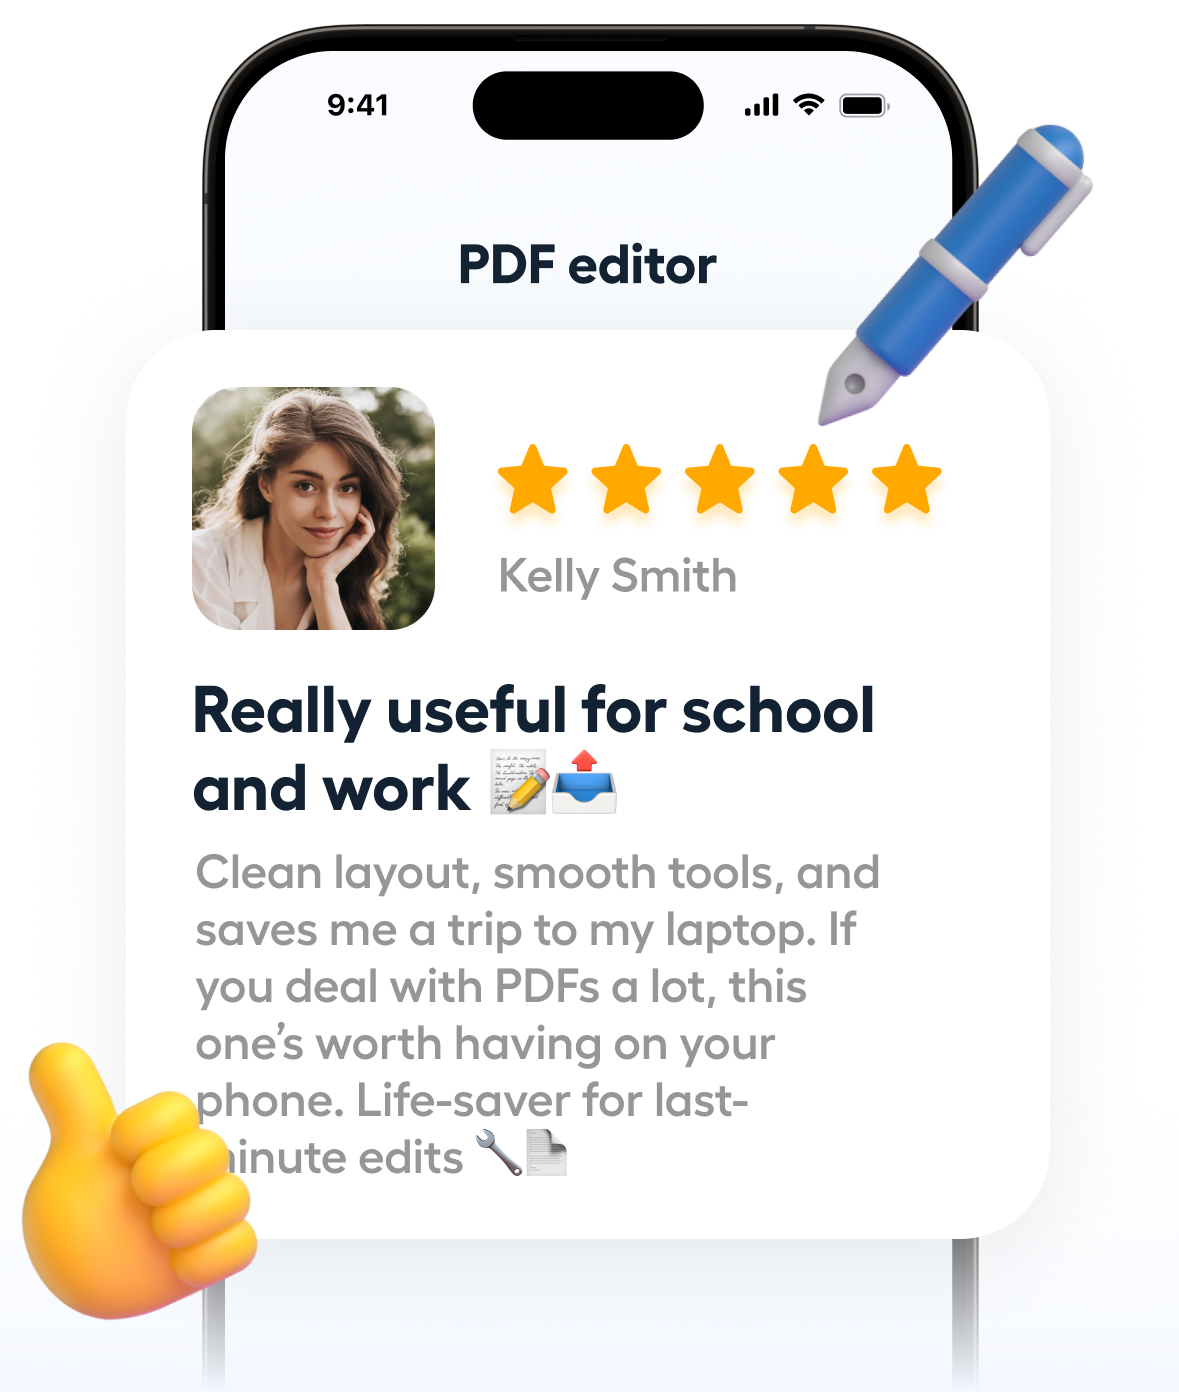 9:41
PDF editor
Kelly Smith
Really useful for school
and work 📝📤
Clean layout, smooth tools, and
saves me a trip to my laptop. If
you deal with PDFs a lot, this
one’s worth having on your
phone. Life-saver for last-
minute edits 🔧📄